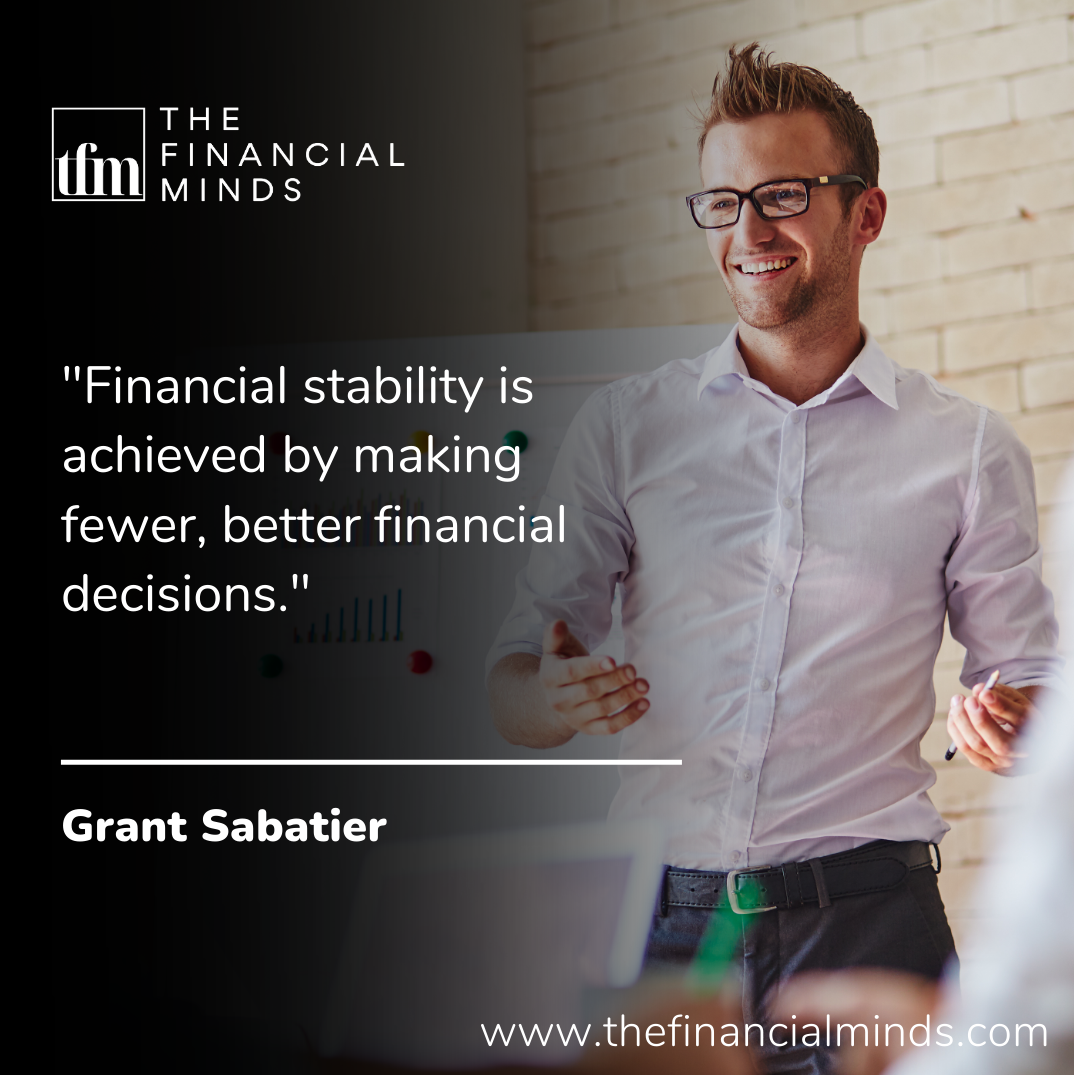 tfm
THE
FINANCIAL
MINDS
"Financial stability is
achieved by making
fewer, better financial
decisions."
Grant Sabatier
www.thefinancialminds.com